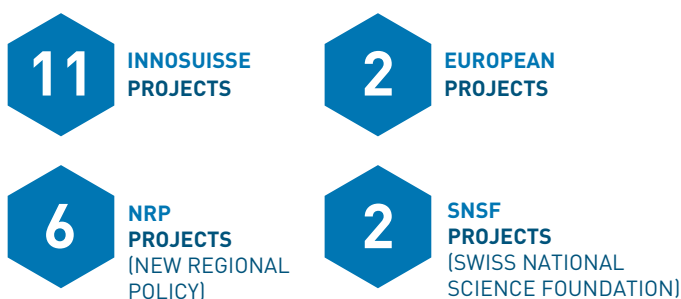 11
INNOSUISSE
PROJECTS
2
EUROPEAN
PROJECTS
6
NRP
PROJECTS
(NEW REGIONAL
POLICY)
2
SNSF
PROJECTS
(SWISS NATIONAL
SCIENCE FOUNDATION)